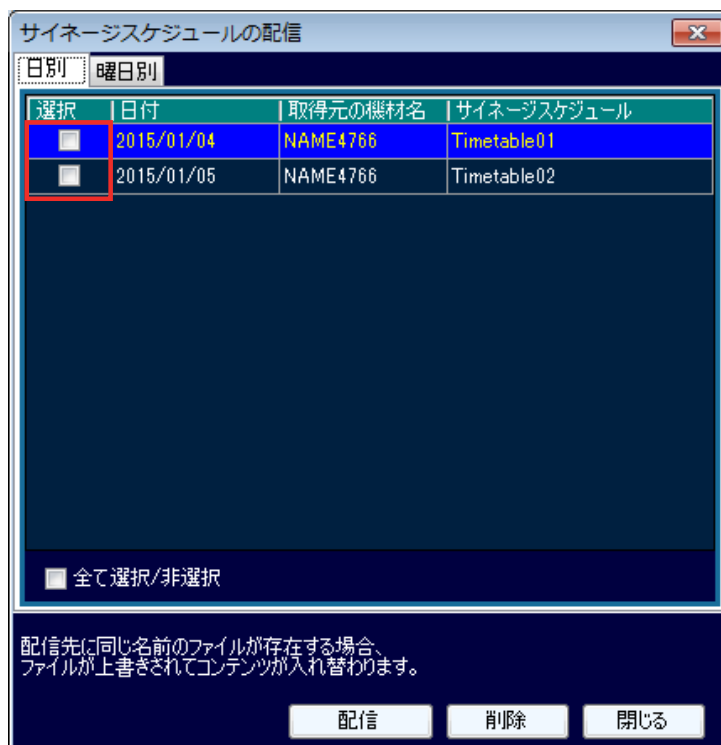 サイネージスケジュールの配信
日別 曜日別
選択 日付 取得元の機材名 サイネージスケジュール
2015/01/04 NAME4766 Timetable01
2015/01/05 NAME4766 Timetable02
全て選択/非選択
配信先に同じ名前のファイルが存在する場合、
ファイルが上書きされてコンテンツが入れ替わります。
配信 削除 閉じる